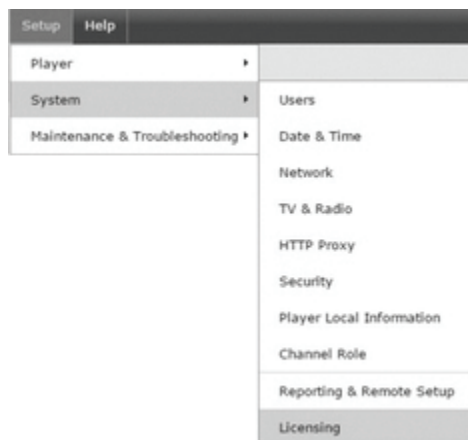 Setup Help
Player
System
Maintenance & Troubleshooting
Users
Date & Time
Network
TV & Radio
HTTP Proxy
Security
Player Local Information
Channel Role
Reporting & Remote Setup
Licensing